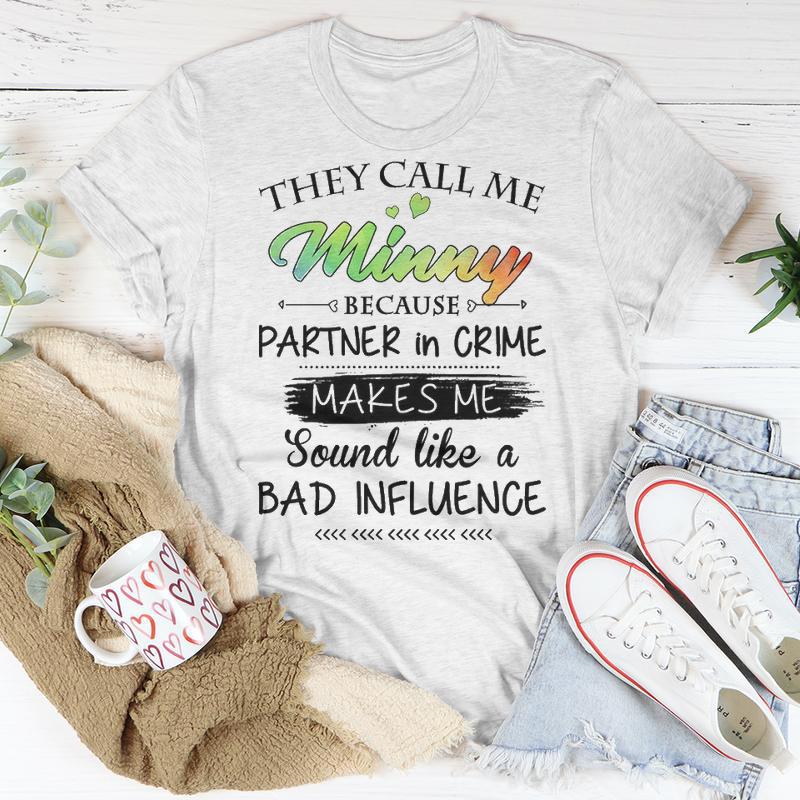 THEY CALL ME
Minny
BECAUSE
PARTNER in CRIME
MAKES ME
Sound like a
BAD INFLUENCE